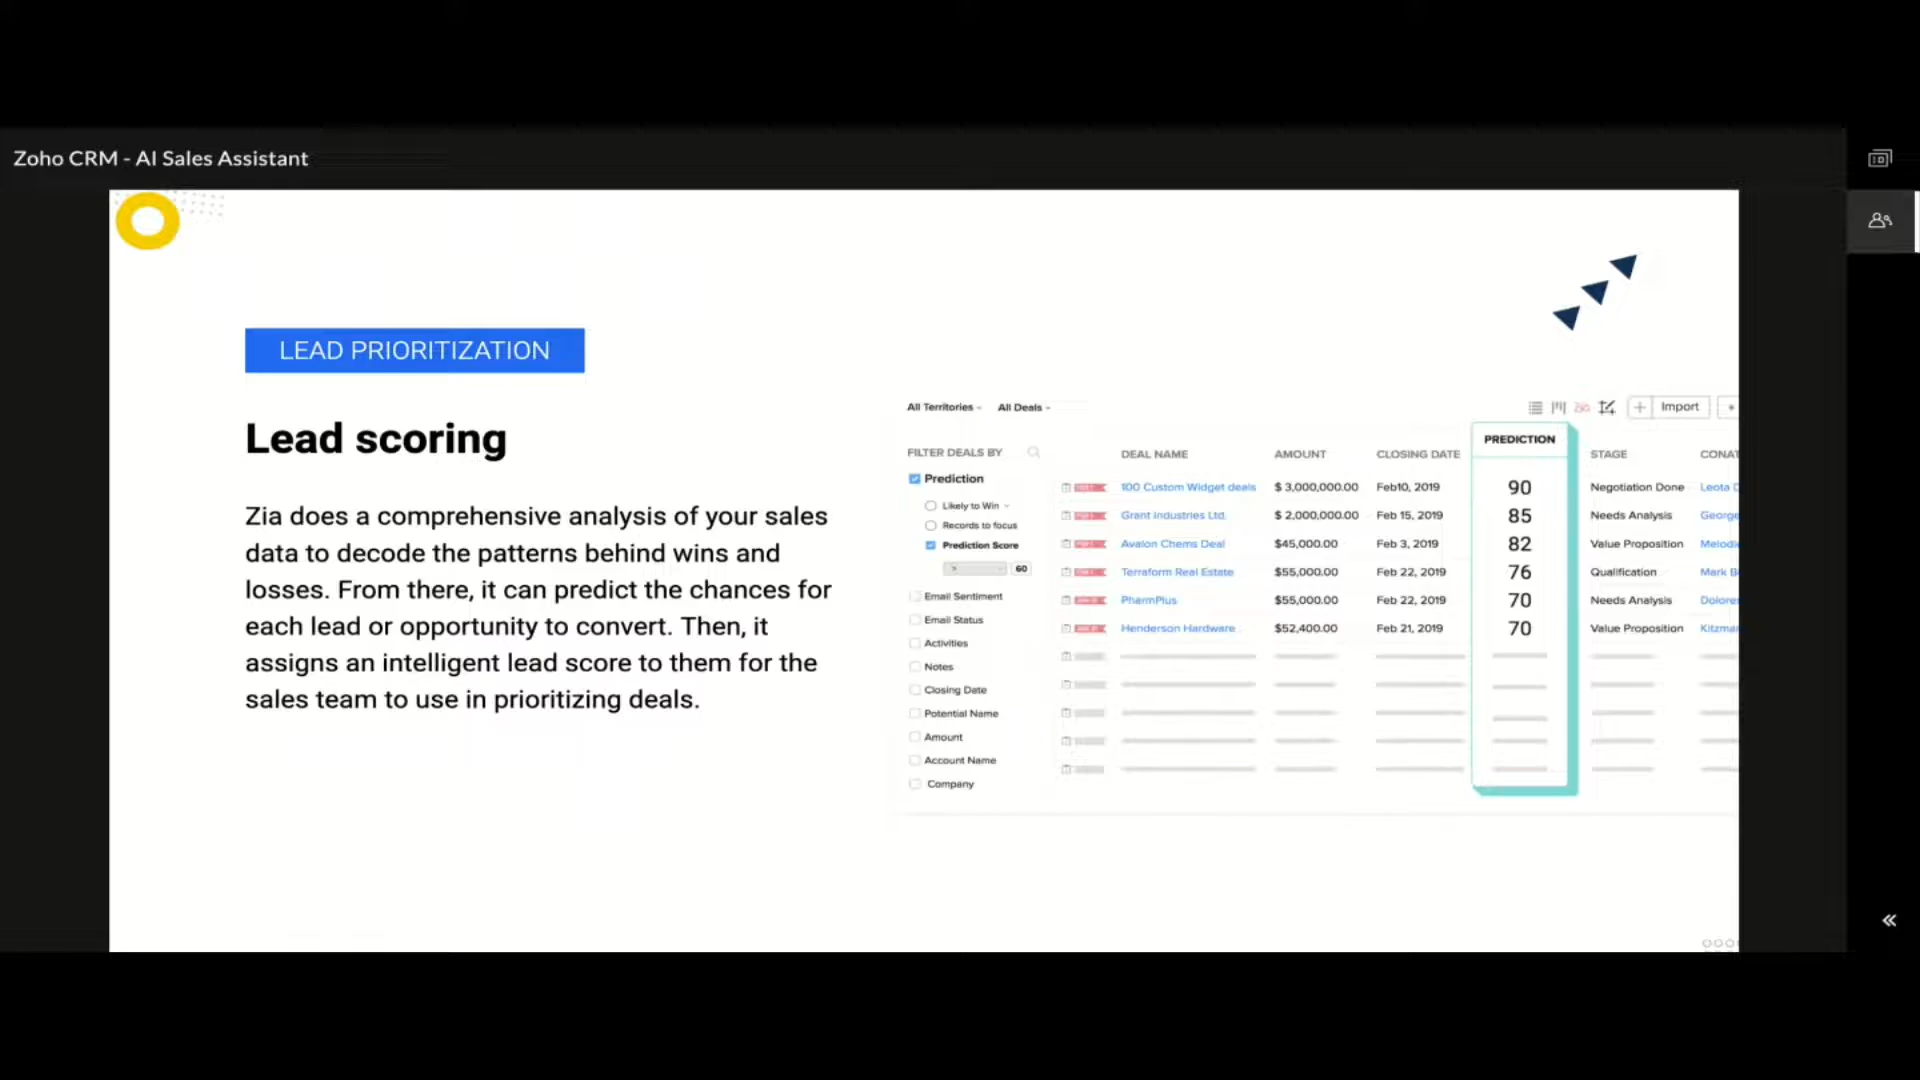 Zoho CRM - AI Sales Assistant
LEAD PRIORITIZATION
Lead scoring
Zia does a comprehensive analysis of your sales
data to decode the patterns behind wins and
losses. From there, it can predict the chances for
each lead or opportunity to convert. Then, it
assigns an intelligent lead score to them for the
sales team to use in prioritizing deals.
All Territories All Deals
Import
FILTER DEALS BY
Prediction
Likely to Win
Records to focus
Prediction Score
> 60
Email Sentiment
Email Status
Activities
Notes
Closing Date
Potential Name
Amount
Account Name
Company
DEAL NAME AMOUNT CLOSING DATE PREDICTION STAGE CONAT
100 Custom Widget deals $ 3,000,000.00 Feb10, 2019 90 Negotiation Done Leota
Grant Industries Ltd. $ 2,000,000.00 Feb 15, 2019 85 Needs Analysis George
Avalon Chems Deal $45,000.00 Feb 3, 2019 82 Value Proposition Melodi
Terraform Real Estate $55,000.00 Feb 22, 2019 76 Qualification Mark B
PharmPlus $55,000.00 Feb 22, 2019 70 Needs Analysis Dolore
Henderson Hardware $52,400.00 Feb 21, 2019 70 Value Proposition Kitzma